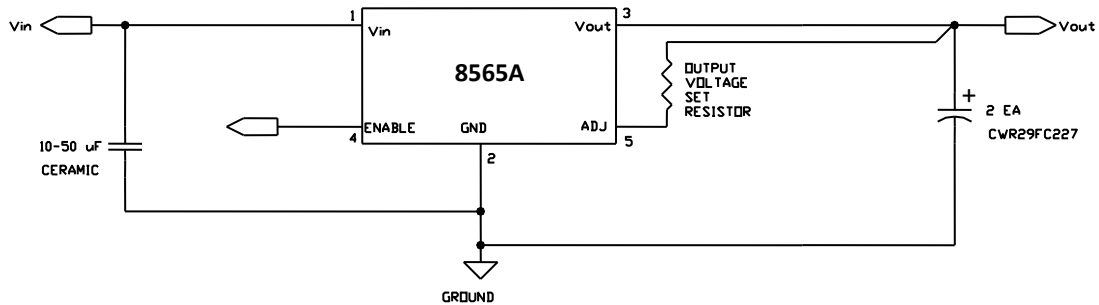 Vin
1
Vin
Vout
3
Vout
8565A
OUTPUT
VOLTAGE
SET
RESISTOR
+
2 EA
CWR29FC227
ENABLE
GND
ADJ
4
2
5
10-50 uF
CERAMIC
GROUND